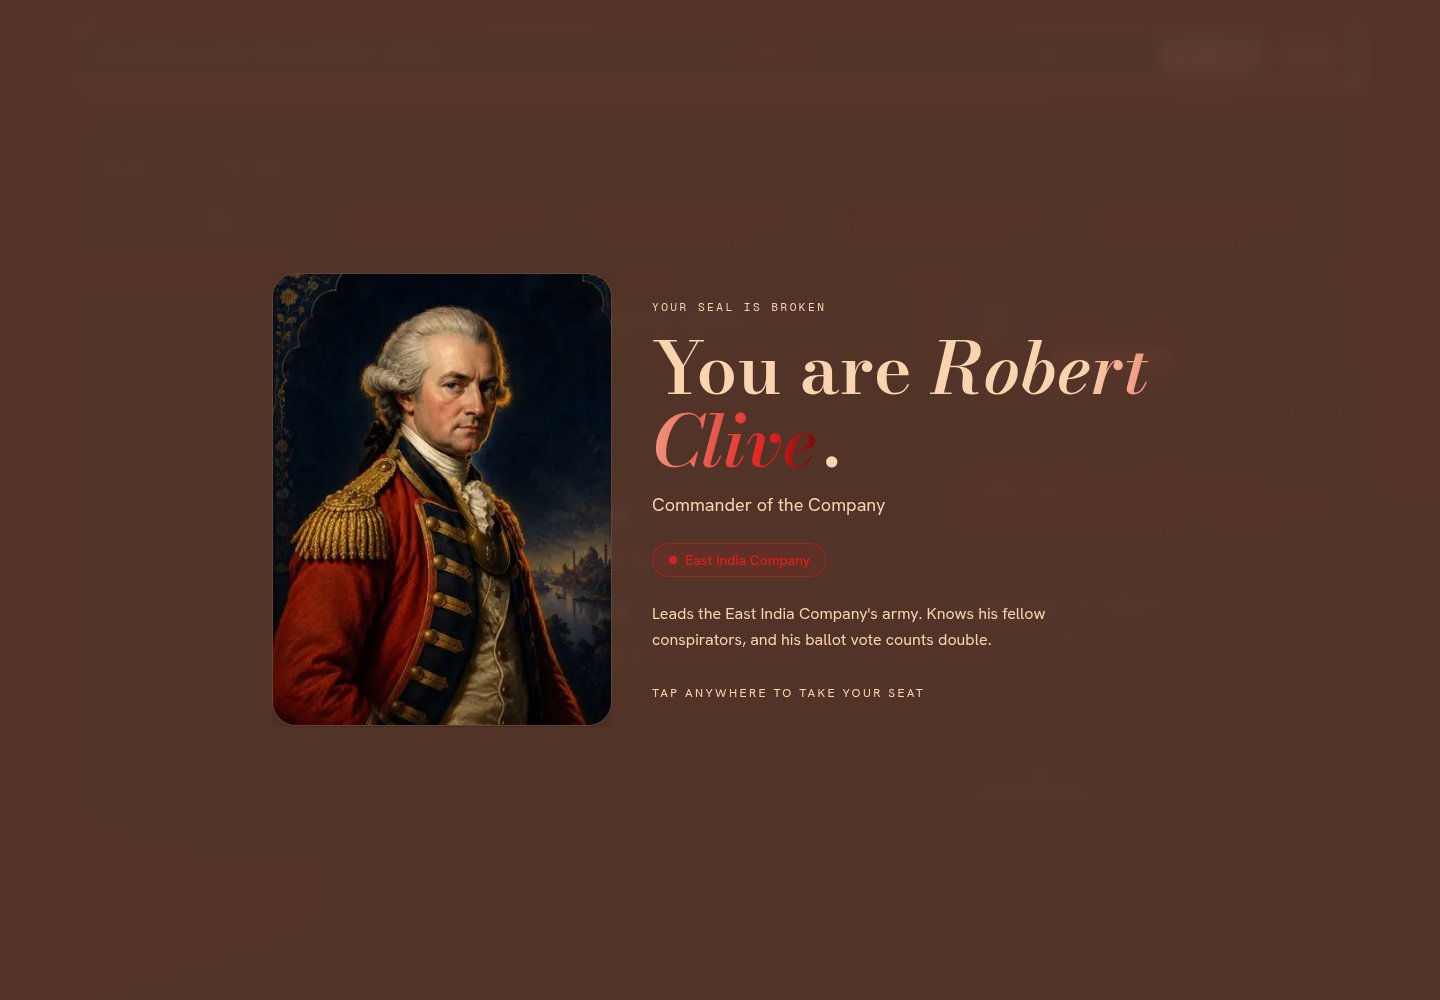 YOUR SEAL IS BROKEN
You are Robert
Clive.
Commander of the Company
East India Company
Leads the East India Company's army. Knows his fellow
conspirators, and his ballot vote counts double.
TAP ANYWHERE TO TAKE YOUR SEAT